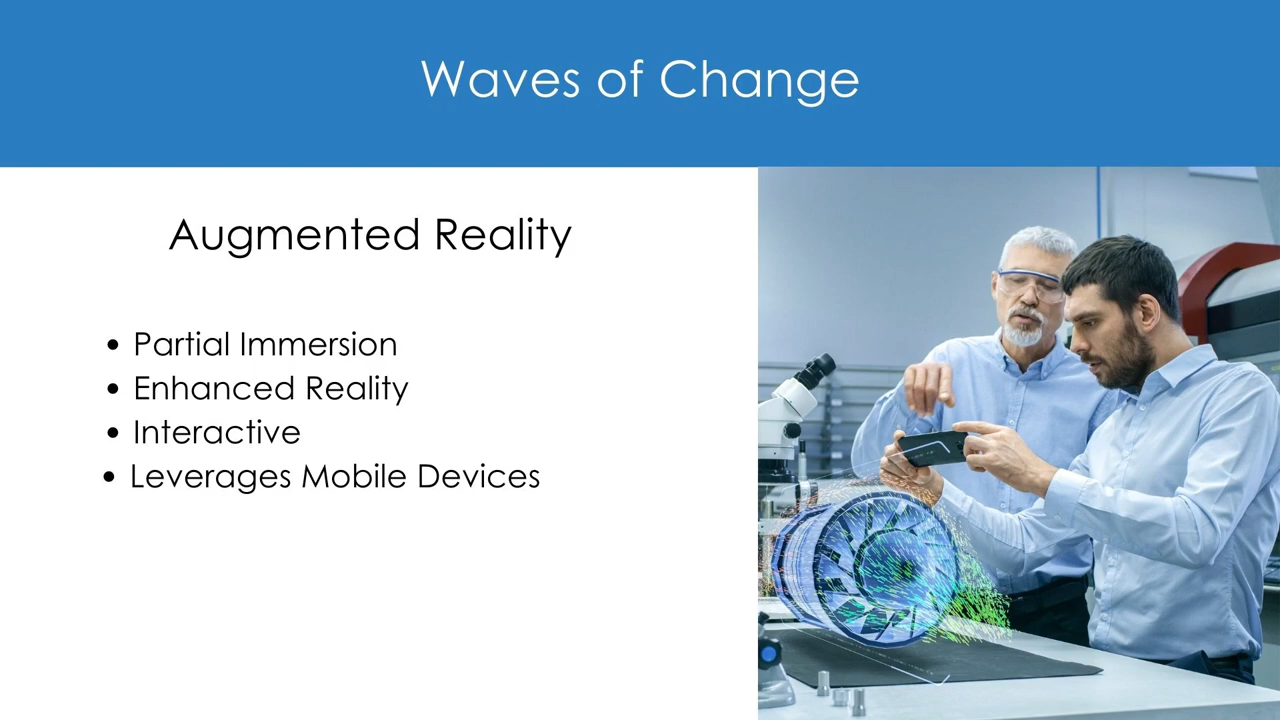 Waves of Change
Augmented Reality
• Partial Immersion
• Enhanced Reality
• Interactive
• Leverages Mobile Devices